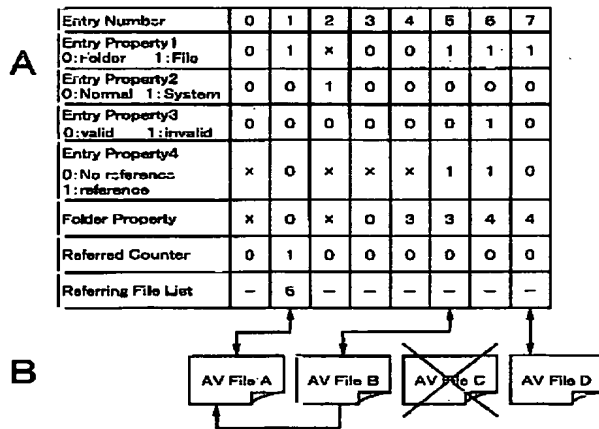 A
Entry Number 0 1 2 3 4 5 6 7
Entry Property1
0:Folder 1:File
0 1 × 0 0 1 1 1
Entry Property2
0:Normal 1:System
0 0 1 0 0 0 0 0
Entry Property3
0:valid 1:invalid
0 0 0 0 0 0 1 0
Entry Property4
0:No reference
1:reference
× 0 × × × 1 1 0
Folder Property × 0 × 0 3 3 4 4
Referred Counter 0 1 0 0 0 0 0 0
Referring File List – 5 – – – – – –
B
AV File A
AV File B
AV File C
AV File D